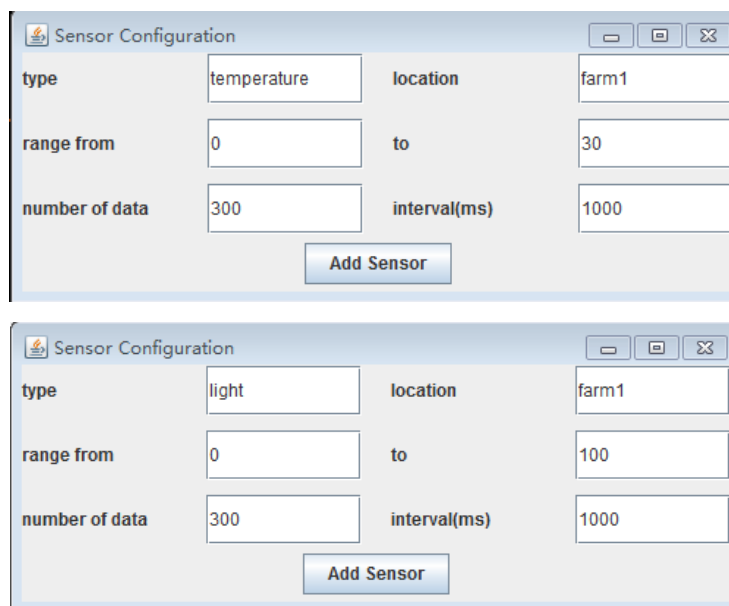 Sensor Configuration
type temperature location farm1
range from 0 to 30
number of data 300 interval(ms) 1000
Add Sensor
Sensor Configuration
type light location farm1
range from 0 to 100
number of data 300 interval(ms) 1000
Add Sensor